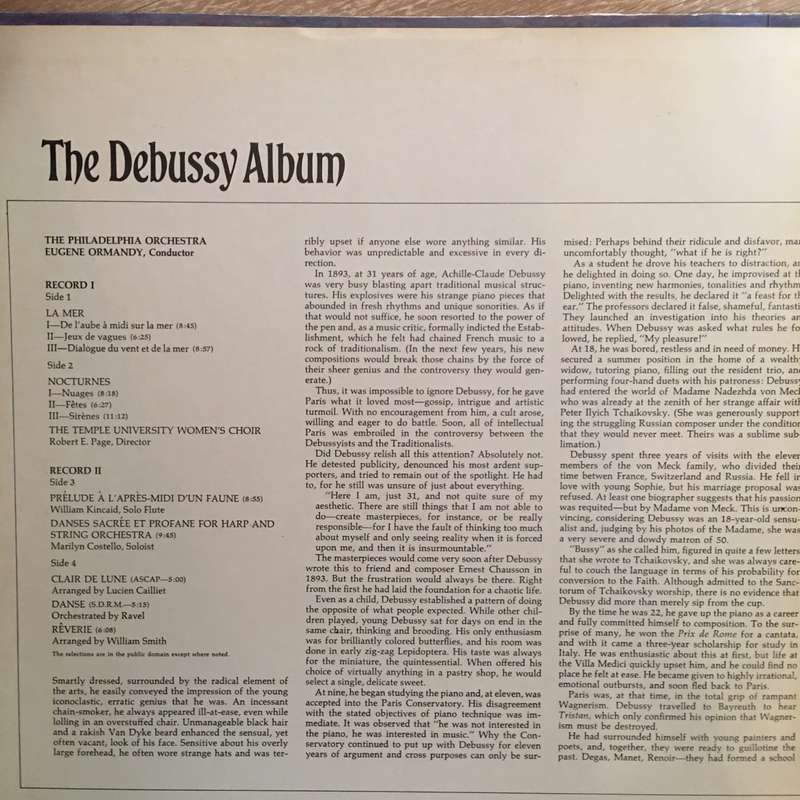 The Debussy Album
THE PHILADELPHIA ORCHESTRA
EUGENE ORMANDY, Conductor
RECORD I
Side 1
LA MER
I—De l'aube à midi sur la mer (8:45)
II—Jeux de vagues (6:25)
III—Dialogue du vent et de la mer (8:57)
Side 2
NOCTURNES
I—Nuages (8:18)
II—Fêtes (6:27)
III—Sirènes (11:12)
THE TEMPLE UNIVERSITY WOMEN'S CHOIR
Robert E. Page, Director
RECORD II
Side 3
PRÉLUDE À L'APRÈS-MIDI D'UN FAUNE (8:55)
William Kincaid, Solo Flute
DANSES SACRÉE ET PROFANE FOR HARP AND
STRING ORCHESTRA (9:45)
Marilyn Costello, Soloist
Side 4
CLAIR DE LUNE (ASCAP—5:00)
Arranged by Lucien Cailliet
DANSE (S.D.R.M.—5:15)
Orchestrated by Ravel
RÊVERIE (6:08)
Arranged by William Smith
The selections are in the public domain except where noted.
Smartly dressed, surrounded by the radical element of
the arts, he easily conveyed the impression of the young
iconoclastic, erratic genius that he was. An incessant
chain-smoker, he always appeared ill-at-ease, even while
lolling in an overstuffed chair. Unmanageable black hair
and a rakish Van Dyke beard enhanced the sensual, yet
often vacant, look of his face. Sensitive about his overly
large forehead, he often wore strange hats and was ter-
ribly upset if anyone else wore anything similar. His
behavior was unpredictable and excessive in every di-
rection.
In 1893, at 31 years of age, Achille-Claude Debussy
was very busy blasting apart traditional musical struc-
tures. His explosives were his strange piano pieces that
abounded in fresh rhythms and unique sonorities. As if
that would not suffice, he soon resorted to the power of
the pen and, as a music critic, formally indicted the Estab-
lishment, which he felt had chained French music to a
rock of traditionalism. (In the next few years, his new
compositions would break those chains by the force of
their sheer genius and the controversy they would gen-
erate.)
Thus, it was impossible to ignore Debussy, for he gave
Paris what it loved most—gossip, intrigue and artistic
turmoil. With no encouragement from him, a cult arose,
willing and eager to do battle. Soon, all of intellectual
Paris was embroiled in the controversy between the
Debussyists and the Traditionalists.
Did Debussy relish all this attention? Absolutely not.
He detested publicity, denounced his most ardent sup-
porters, and tried to remain out of the spotlight. He had
to, for he still was unsure of just about everything.
"Here I am, just 31, and not quite sure of my
aesthetic. There are still things that I am not able to
do—create masterpieces, for instance, or be really
responsible—for I have the fault of thinking too much
about myself and only seeing reality when it is forced
upon me, and then it is insurmountable."
The masterpieces would come very soon after Debussy
wrote this to friend and composer Ernest Chausson in
1893. But the frustration would always be there. Right
from the first he had laid the foundation for a chaotic life.
Even as a child, Debussy established a pattern of doing
the opposite of what people expected. While other chil-
dren played, young Debussy sat for days on end in the
same chair, thinking and brooding. His only enthusiasm
was for brilliantly colored butterflies, and his room was
done in early zig-zag Lepidoptera. His taste was always
for the miniature, the quintessential. When offered his
choice of virtually anything in a pastry shop, he would
select a single, delicate sweet.
At nine, he began studying the piano and, at eleven, was
accepted into the Paris Conservatory. His disagreement
with the stated objectives of piano technique was im-
mediate. It was observed that "he was not interested in
the piano, he was interested in music." Why the Con-
servatory continued to put up with Debussy for eleven
years of argument and cross purposes can only be sur-
mised: Perhaps behind their ridicule and disfavor, ma
uncomfortably thought, "what if he is right?"
As a student he drove his teachers to distraction, a
he delighted in doing so. One day, he improvised at t
piano, inventing new harmonies, tonalities and rhythm
Delighted with the results, he declared it "a feast for t
ear." The professors declared it false, shameful, fantasti
They launched an investigation into his theories a
attitudes. When Debussy was asked what rules he fo
lowed, he replied, "My pleasure!"
At 18, he was bored, restless and in need of money. H
secured a summer position in the home of a wealth
widow, tutoring piano, filling out the resident trio, an
performing four-hand duets with his patroness: Debuss
had entered the world of Madame Nadezhda von Meck
who was already at the zenith of her strange affair with
Peter Ilyich Tchaikovsky. (She was generously support-
ing the struggling Russian composer under the condition
that they would never meet. Theirs was a sublime sub-
limation.)
Debussy spent three years of visits with the eleven
members of the von Meck family, who divided their
time betwen France, Switzerland and Russia. He fell in
love with young Sophie, but his marriage proposal was
refused. At least one biographer suggests that his passion
was requited—but by Madame von Meck. This is uncon-
vincing, considering Debussy was an 18-year-old sensu-
alist and, judging by his photos of the Madame, she was
a very severe and dowdy matron of 50.
"Bussy" as she called him, figured in quite a few letters
that she wrote to Tchaikovsky, and she was always care-
ful to couch the language in terms of his probability for
conversion to the Faith. Although admitted to the Sanc-
torum of Tchaikovsky worship, there is no evidence that
Debussy did more than merely sip from the cup.
By the time he was 22, he gave up the piano as a career
and fully committed himself to composition. To the sur-
prise of many, he won the Prix de Rome for a cantata,
and with it came a three-year scholarship for study in
Italy. He was enthusiastic about this at first, but life at
the Villa Medici quickly upset him, and he could find no
place he felt at ease. He became given to highly irrational,
emotional outbursts, and soon fled back to Paris.
Paris was, at that time, in the total grip of rampant
Wagnerism. Debussy travelled to Bayreuth to hear
Tristan, which only confirmed his opinion that Wagner-
ism must be destroyed.
He had surrounded himself with young painters and
poets, and, together, they were ready to guillotine the
past. Degas, Manet, Renoir—they had formed a school